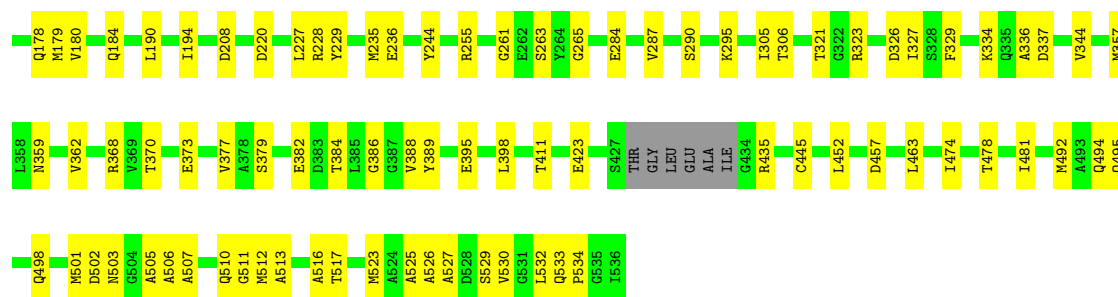 Q178 M179 V180 Q184 L190 I194 D208 D220 L227 R228 Y229 M235 E236 Y244 R255 G261 E262 S263 Y264 G265 E284 V287 S290 K295 I305 T306 T321 G322 R323 D326 I327 S328 F329 K334 Q335 A336 D337 V344 M357
L358 N359 V362 R368 V369 T370 E373 V377 A378 S379 E382 D383 T384 L385 G386 G387 V388 Y389 E395 L398 T411 E423 S427 THR GLY LEU GLU ALA ILE G434 R435 C445 L452 D457 L463 I474 T478 I481 M492 A493 Q494 Q495
Q498 M501 D502 N503 G504 A505 A506 A507 Q510 G511 M512 A513 A516 T517 M523 A524 A525 A526 A527 D528 S529 V530 G531 L532 Q533 P534 G535 I536